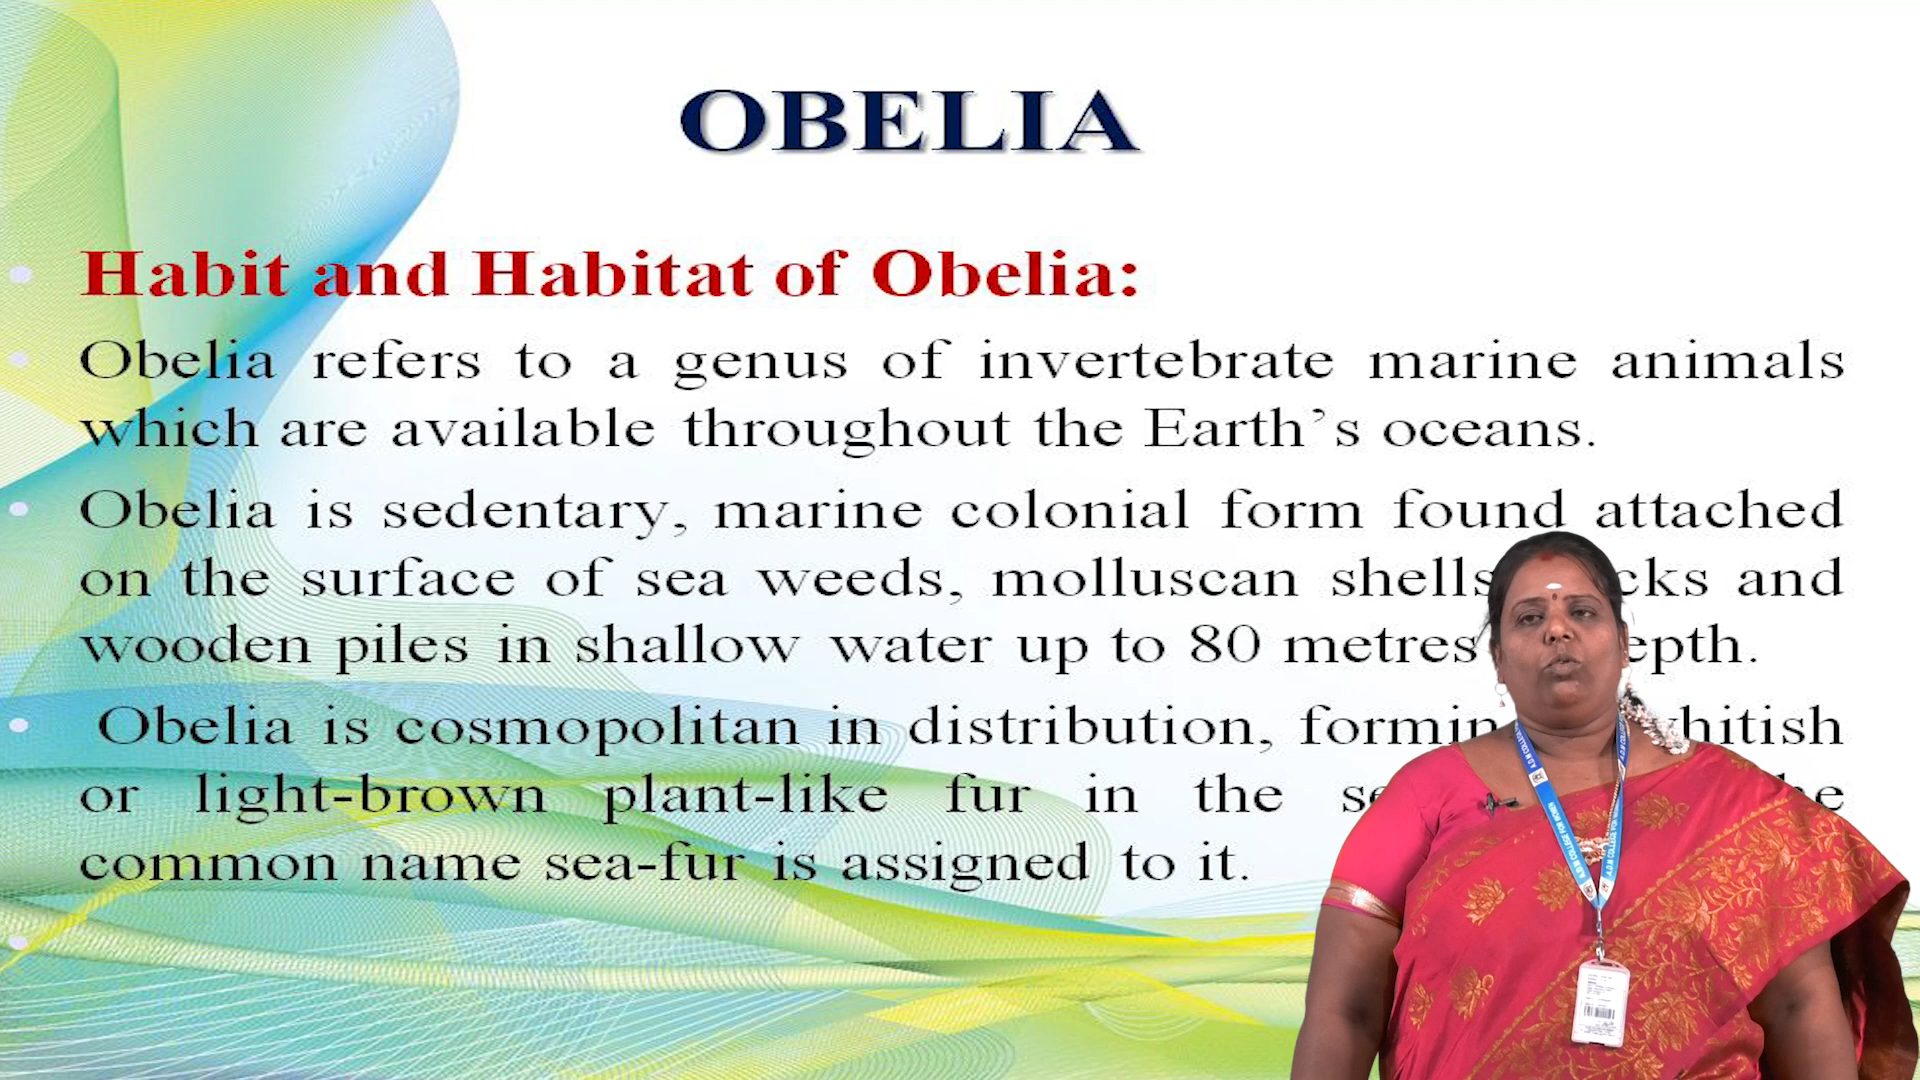 OBELIA
Habit and Habitat of Obelia:
Obelia refers to a genus of invertebrate marine animals
which are available throughout the Earth’s oceans.
Obelia is sedentary, marine colonial form found attached
on the surface of sea weeds, molluscan shells and
wooden piles in shallow water up to 80 metres
Obelia is cosmopolitan in distribution,
or light-brown plant-like fur in the
common name sea-fur is assigned to it.